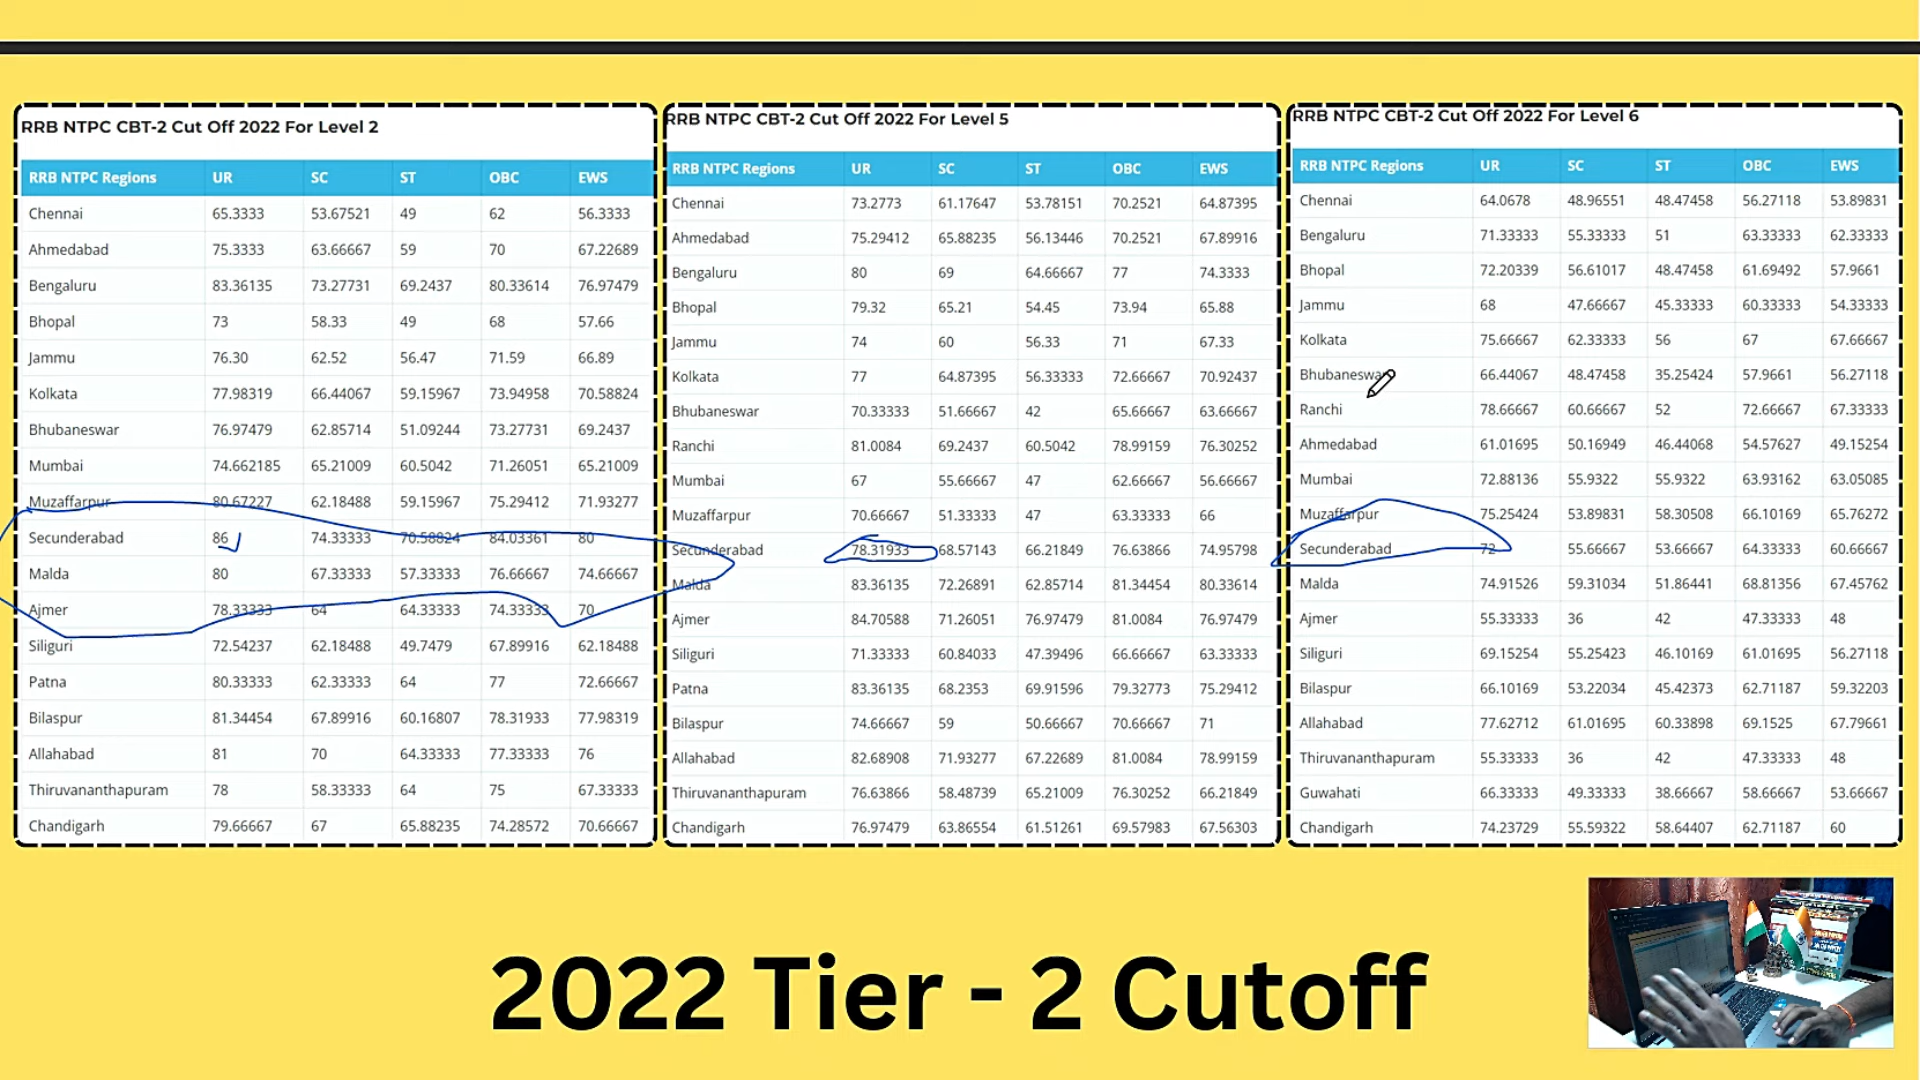 RRB NTPC CBT-2 Cut Off 2022 For Level 2
RRB NTPC Regions UR SC ST OBC EWS
Chennai 65.3333 53.67521 49 62 56.3333
Ahmedabad 75.3333 63.66667 59 70 67.22689
Bengaluru 83.36135 73.27731 69.2437 80.33614 76.97479
Bhopal 73 58.33 49 68 57.66
Jammu 76.30 62.52 56.47 71.59 66.89
Kolkata 77.98319 66.44067 59.15967 73.94958 70.58824
Bhubaneswar 76.97479 62.85714 51.09244 73.27731 69.2437
Mumbai 74.662185 65.21009 60.5042 71.26051 65.21009
Muzaffarpur 80.67227 62.18488 59.15967 75.29412 71.93277
Secunderabad 86 74.33333 70.58824 84.03361 80
Malda 80 67.33333 57.33333 76.66667 74.66667
Ajmer 78.33333 64 64.33333 74.33333 70
Siliguri 72.54237 62.18488 49.7479 67.89916 62.18488
Patna 80.33333 62.33333 64 77 72.66667
Bilaspur 81.34454 67.89916 60.16807 78.31933 77.98319
Allahabad 81 70 64.33333 77.33333 76
Thiruvananthapuram 78 58.33333 64 75 67.33333
Chandigarh 79.66667 67 65.88235 74.28572 70.66667
RRB NTPC CBT-2 Cut Off 2022 For Level 5
RRB NTPC Regions UR SC ST OBC EWS
Chennai 73.2773 61.17647 53.78151 70.2521 64.87395
Ahmedabad 75.29412 65.88235 56.13446 70.2521 67.89916
Bengaluru 80 69 64.66667 77 74.3333
Bhopal 79.32 65.21 54.45 73.94 65.88
Jammu 74 60 56.33 71 67.33
Kolkata 77 64.87395 56.33333 72.66667 70.92437
Bhubaneswar 70.33333 51.66667 42 65.66667 63.66667
Ranchi 81.0084 69.2437 60.5042 78.99159 76.30252
Mumbai 67 55.66667 47 62.66667 56.66667
Muzaffarpur 70.66667 51.33333 47 63.33333 66
Secunderabad 78.31933 68.57143 66.21849 76.63866 74.95798
Malda 83.36135 72.26891 62.85714 81.34454 80.33614
Ajmer 84.70588 71.26051 76.97479 81.0084 76.97479
Siliguri 71.33333 60.84033 47.39496 66.66667 63.33333
Patna 83.36135 68.2353 69.91596 79.32773 75.29412
Bilaspur 74.66667 59 50.66667 70.66667 71
Allahabad 82.68908 71.93277 67.22689 81.0084 78.99159
Thiruvananthapuram 76.63866 58.48739 65.21009 76.30252 66.21849
Chandigarh 76.97479 63.86554 61.51261 69.57983 67.56303
RRB NTPC CBT-2 Cut Off 2022 For Level 6
RRB NTPC Regions UR SC ST OBC EWS
Chennai 64.0678 48.96551 48.47458 56.27118 53.89831
Bengaluru 71.33333 55.33333 51 63.33333 62.33333
Bhopal 72.20339 56.61017 48.47458 61.69492 57.9661
Jammu 68 47.66667 45.33333 60.33333 54.33333
Kolkata 75.66667 62.33333 56 67 67.66667
Bhubaneswar 66.44067 48.47458 35.25424 57.9661 56.27118
Ranchi 78.66667 60.66667 52 72.66667 67.33333
Ahmedabad 61.01695 50.16949 46.44068 54.57627 49.15254
Mumbai 72.88136 55.9322 55.9322 63.93162 63.05085
Muzaffarpur 75.25424 53.89831 58.30508 66.10169 65.76272
Secunderabad 72 55.66667 53.66667 64.33333 60.66667
Malda 74.91526 59.31034 51.86441 68.81356 67.45762
Ajmer 55.33333 36 42 47.33333 48
Siliguri 69.15254 55.25423 46.10169 61.01695 56.27118
Bilaspur 66.10169 53.22034 45.42373 62.71187 59.32203
Allahabad 77.62712 61.01695 60.33898 69.1525 67.79661
Thiruvananthapuram 55.33333 36 42 47.33333 48
Guwahati 66.33333 49.33333 38.66667 58.66667 53.66667
Chandigarh 74.23729 55.59322 58.64407 62.71187 60
2022 Tier - 2 Cutoff